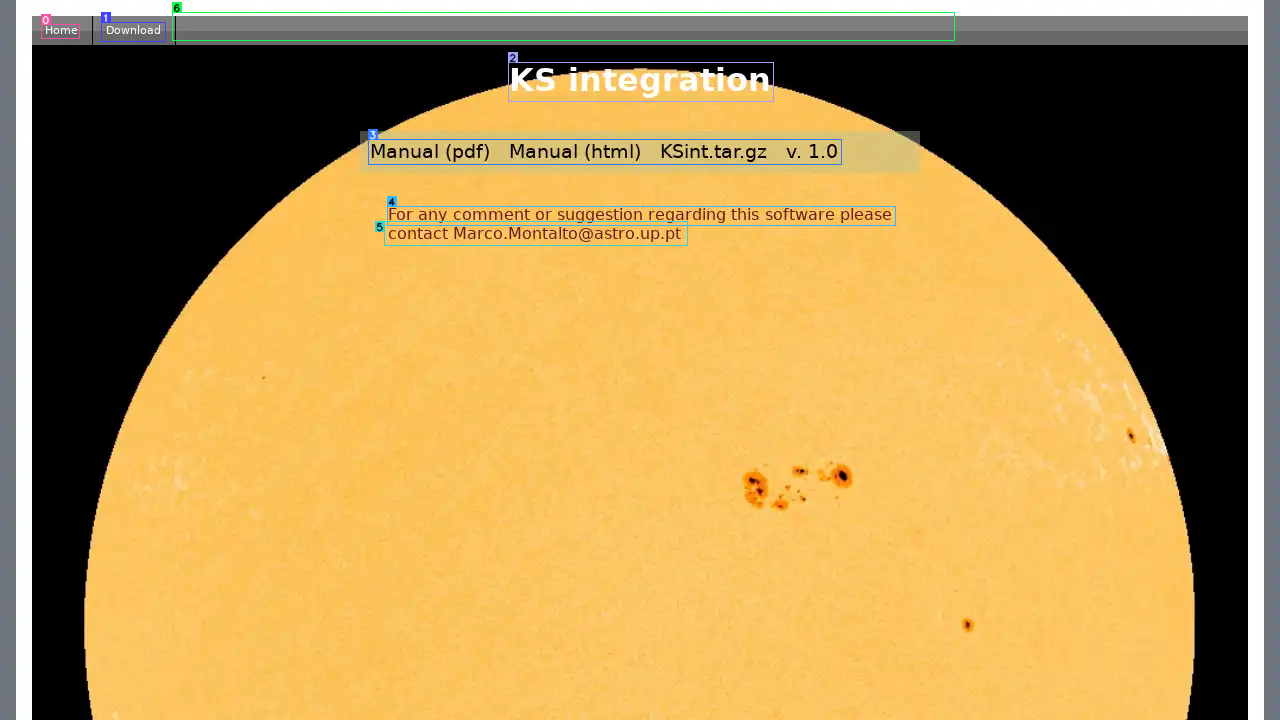 Home Download
KS integration
Manual (pdf) Manual (html) KSint.tar.gz v. 1.0
For any comment or suggestion regarding this software please
contact Marco.Montalto@astro.up.pt